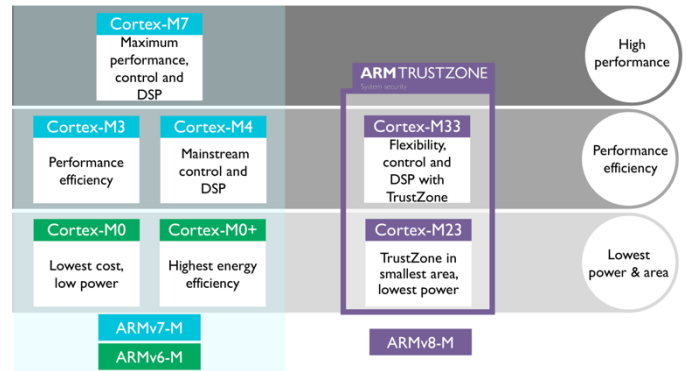 Cortex-M7
Maximum
performance,
control and
DSP
High
performance
ARMTRUSTZONE
System security
Cortex-M3
Performance
efficiency
Cortex-M4
Mainstream
control and
DSP
Cortex-M33
Flexibility,
control and
DSP with
TrustZone
Performance
efficiency
Cortex-M0
Lowest cost,
low power
Cortex-M0+
Highest energy
efficiency
Cortex-M23
TrustZone in
smallest area,
lowest power
Lowest
power & area
ARMv7-M
ARMv6-M
ARMv8-M